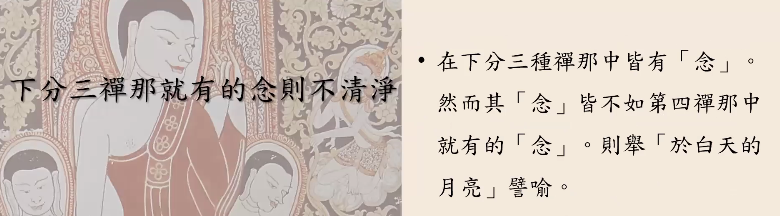 下分三禪那就有的念則不清淨
• 在下分三種禪那中皆有「念」。
然而其「念」皆不如第四禪那中
就有的「念」。則舉「於白天的
月亮」譬喻。